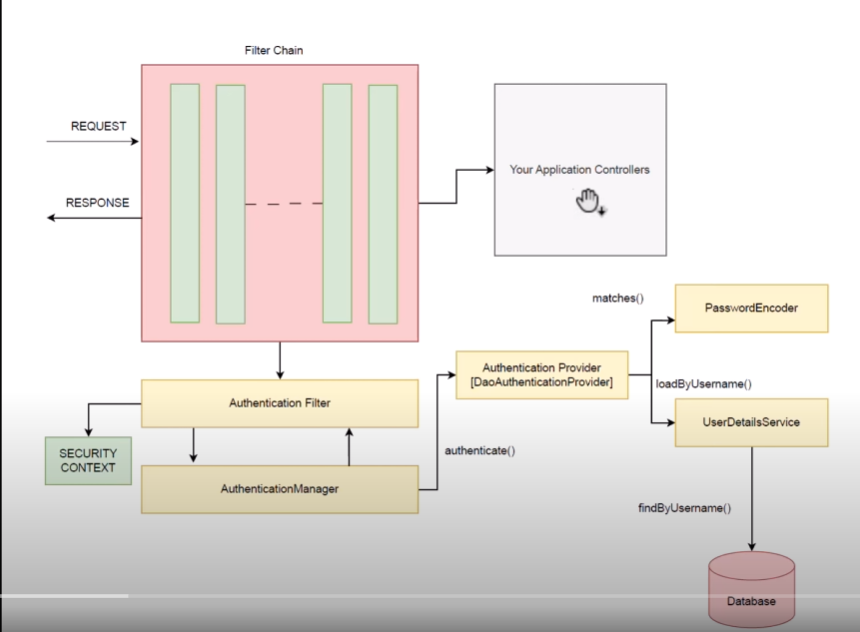 Filter Chain
REQUEST
RESPONSE
Your Application Controllers
matches()
PasswordEncoder
Authentication Provider
[DaoAuthenticationProvider]
loadByUsername()
UserDetailsService
Authentication Filter
SECURITY
CONTEXT
authenticate()
AuthenticationManager
findByUsername()
Database